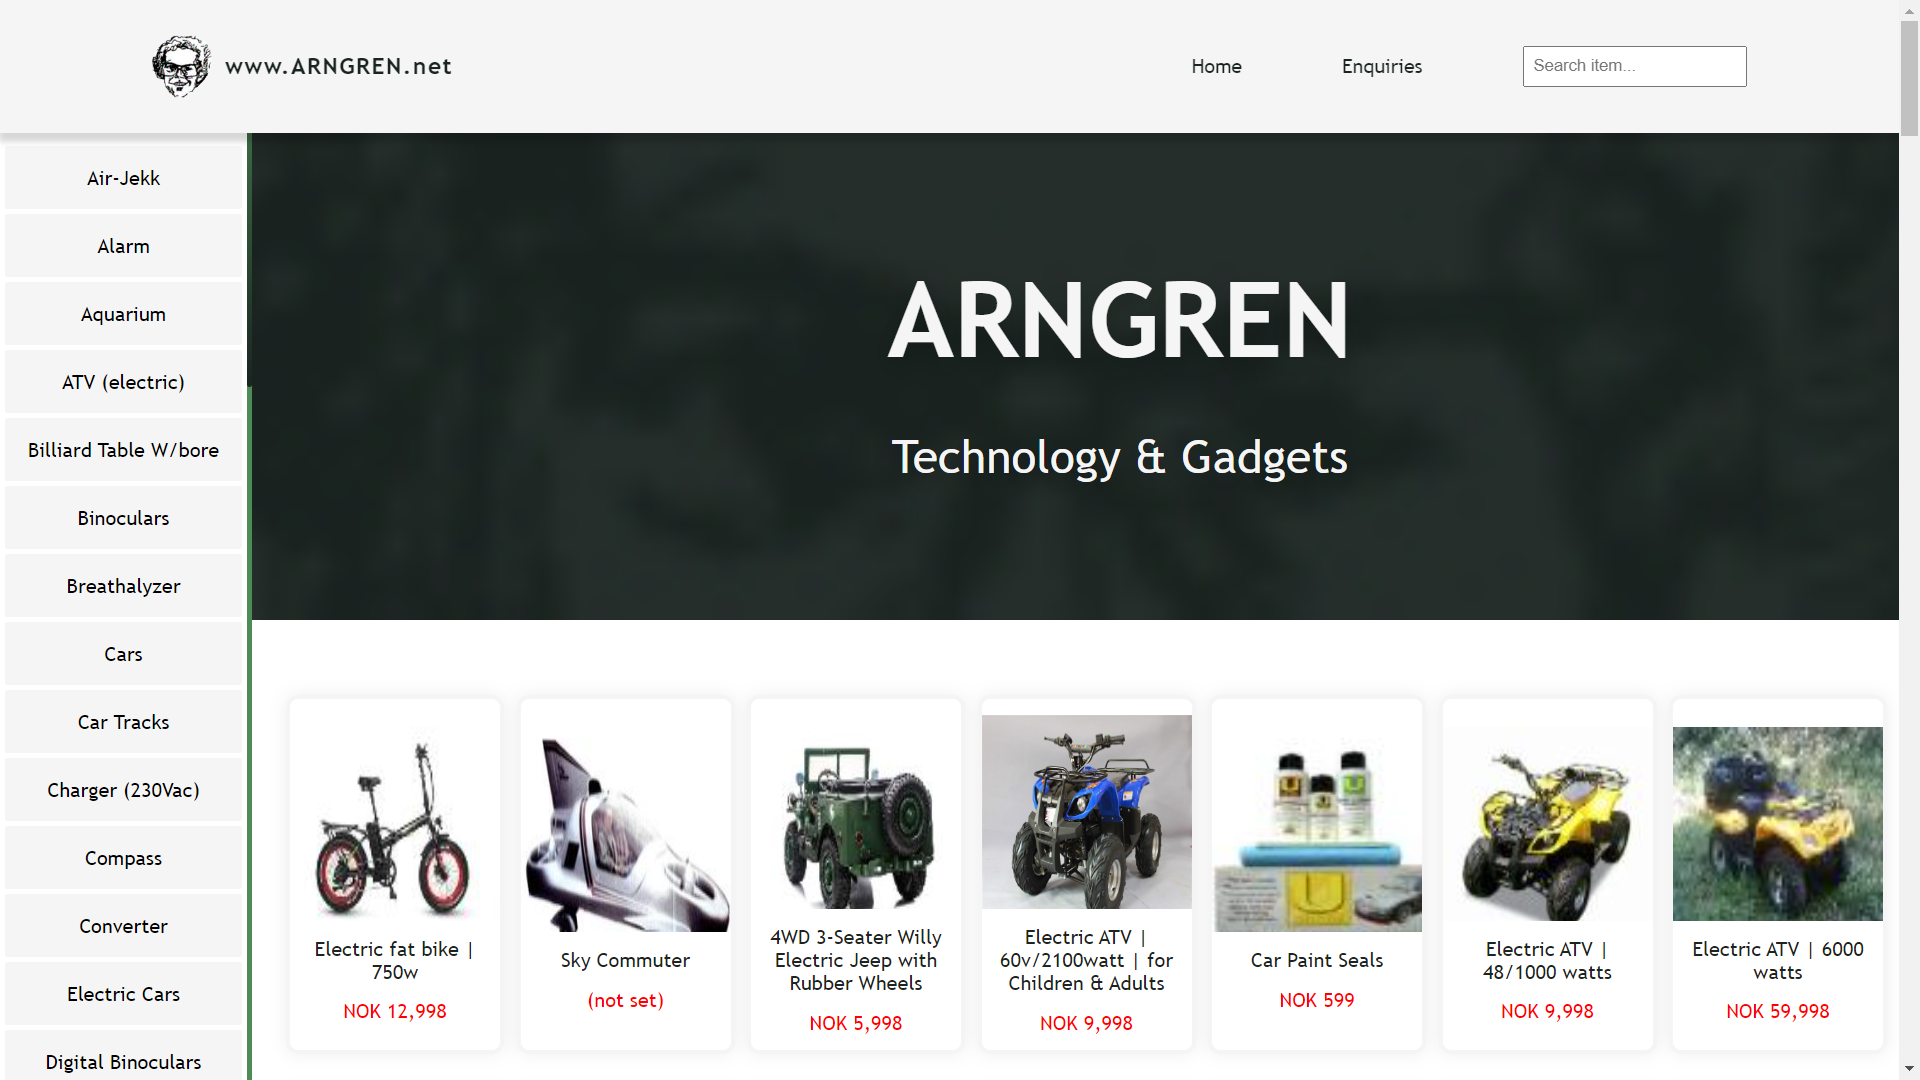 www.ARNGREN.net
Home
Enquiries
Search item...
Air-Jekk
Alarm
Aquarium
ATV (electric)
Billiard Table W/bore
Binoculars
Breathalyzer
Cars
Car Tracks
Charger (230Vac)
Compass
Converter
Electric Cars
Digital Binoculars
ARNGREN
Technology & Gadgets
Electric fat bike |
750w
NOK 12,998
Sky Commuter
(not set)
4WD 3-Seater Willy
Electric Jeep with
Rubber Wheels
NOK 5,998
Electric ATV |
60v/2100watt | for
Children & Adults
NOK 9,998
Car Paint Seals
NOK 599
Electric ATV |
48/1000 watts
NOK 9,998
Electric ATV | 6000
watts
NOK 59,998